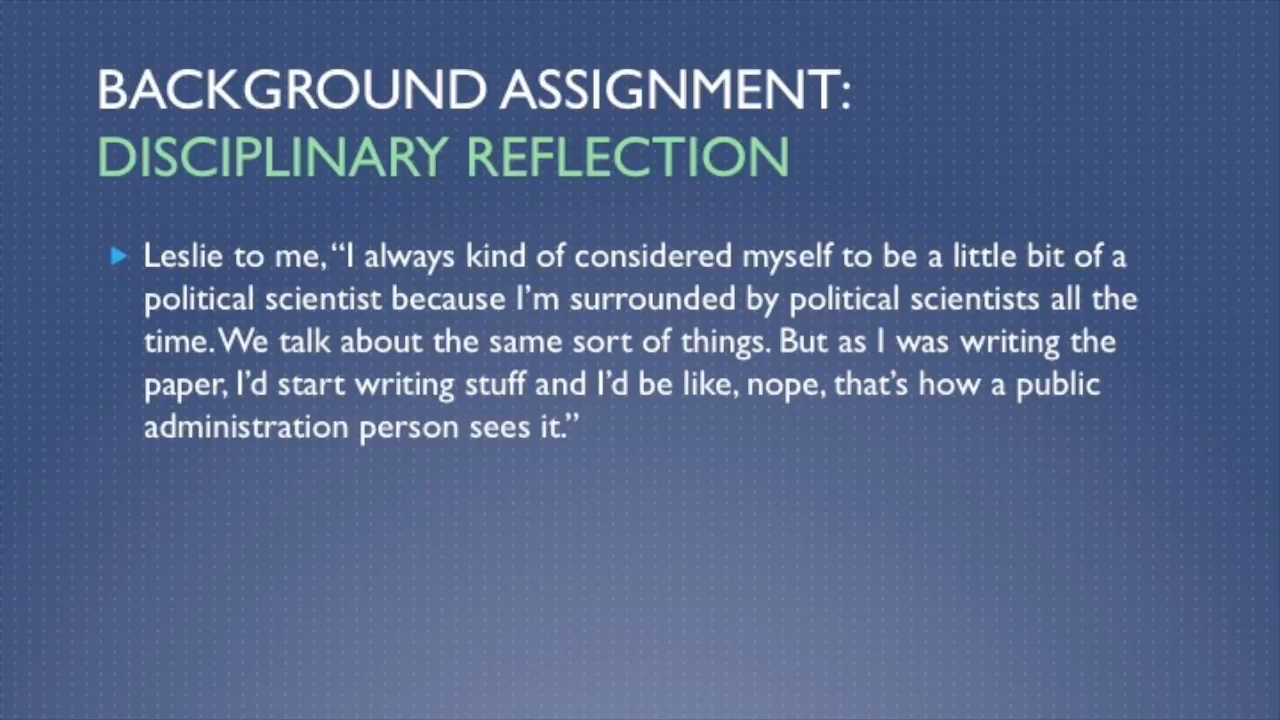 BACKGROUND ASSIGNMENT:
DISCIPLINARY REFLECTION
Leslie to me, “I always kind of considered myself to be a little bit of a
political scientist because I’m surrounded by political scientists all the
time. We talk about the same sort of things. But as I was writing the
paper, I’d start writing stuff and I’d be like, nope, that’s how a public
administration person sees it.”